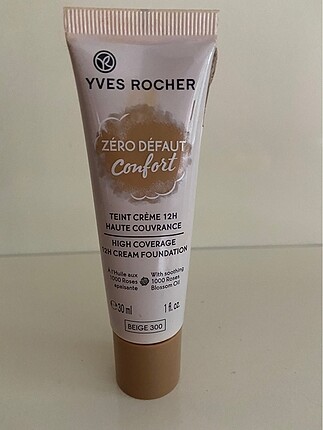 YVES ROCHER
ZÉRO DÉFAUT
Confort
TEINT CRÈME 12H
HAUTE COUVRANCE
HIGH COVERAGE
12H CREAM FOUNDATION
À l'Huile aux
1000 Roses
apaisante
With soothing
1000 Roses
Blossom Oil
℮ 30 ml
1 fl. oz.
BEIGE 300